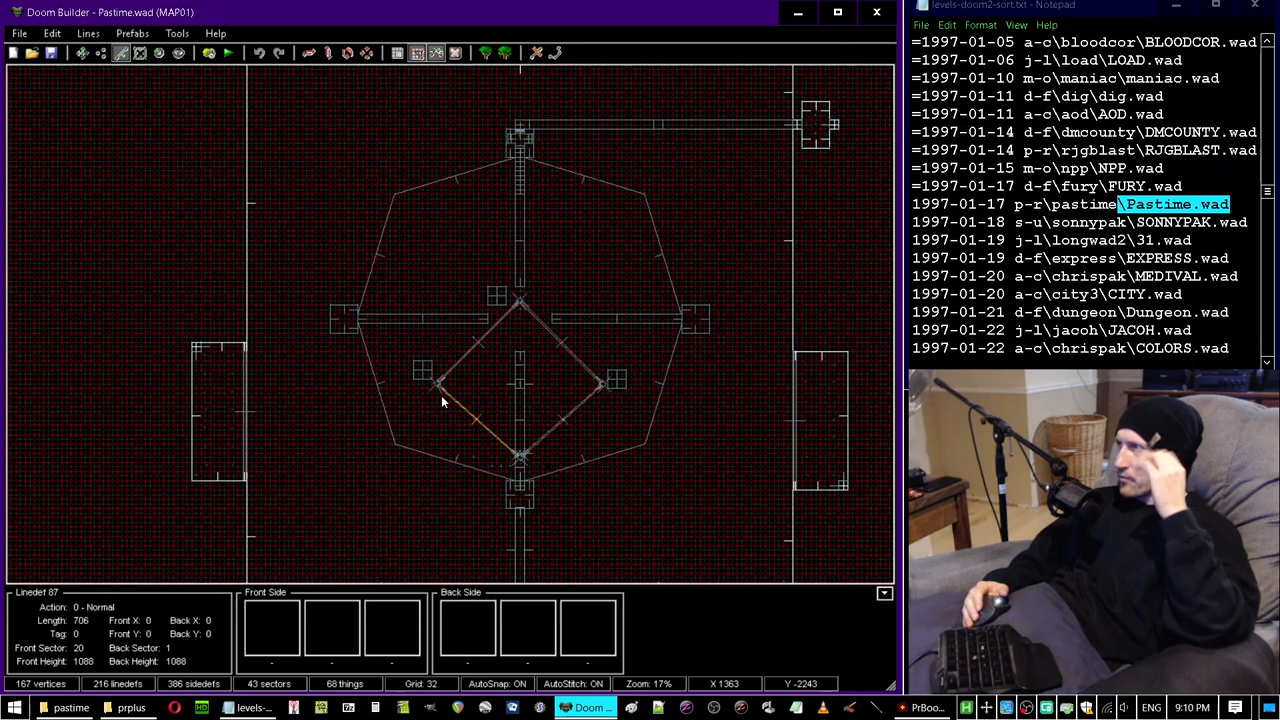 Doom Builder - Pastime.wad (MAP01)
File Edit Lines Prefabs Tools Help
Linedef 87
Action: 0 - Normal
Length: 706 Front X: 0 Back X: 0
Tag: 0 Front Y: 0 Back Y: 0
Front Sector: 20 Back Sector: 1
Front Height: 1088 Back Height: 1088
Front Side
- - -
Back Side
- - -
167 vertices 216 linedefs 386 sidedefs 43 sectors 68 things Grid: 32 AutoSnap: ON AutoStitch: ON Zoom: 17% X 1363 Y -2243
levels-doom2-sort.txt - Notepad
File Edit Format View Help
=1997-01-05 a-c\bloodcor\BLOODCOR.wad
=1997-01-06 j-l\load\LOAD.wad
=1997-01-10 m-o\maniac\maniac.wad
=1997-01-11 d-f\dig\dig.wad
=1997-01-11 a-c\aod\AOD.wad
=1997-01-14 d-f\dmcounty\DMCOUNTY.wad
=1997-01-14 p-r\rjgblast\RJGBLAST.wad
=1997-01-15 m-o\npp\NPP.wad
=1997-01-17 d-f\fury\FURY.wad
1997-01-17 p-r\pastime\Pastime.wad
1997-01-18 s-u\sonnypak\SONNYPAK.wad
1997-01-19 j-l\longwad2\31.wad
1997-01-19 d-f\express\EXPRESS.wad
1997-01-20 a-c\chrispak\MEDIVAL.wad
1997-01-20 a-c\city3\CITY.wad
1997-01-21 d-f\dungeon\Dungeon.wad
1997-01-22 j-l\jacoh\JACOH.wad
1997-01-22 a-c\chrispak\COLORS.wad
pastime prplus levels-... Doom ... PrBoo... 9:10 PM